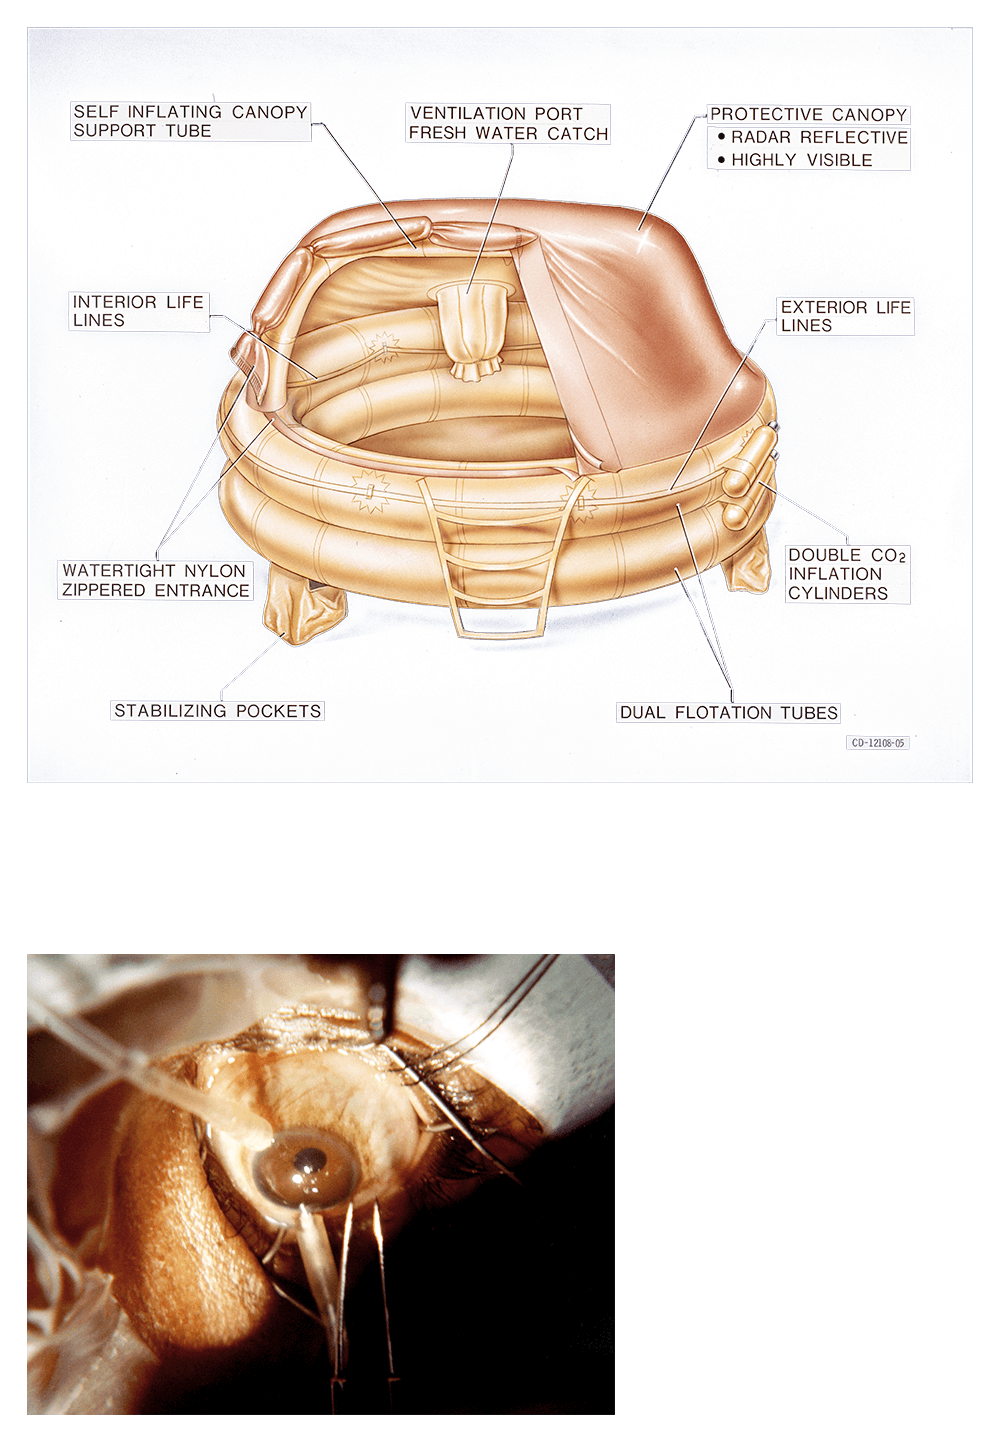 SELF INFLATING CANOPY
SUPPORT TUBE
VENTILATION PORT
FRESH WATER CATCH
PROTECTIVE CANOPY
• RADAR REFLECTIVE
• HIGHLY VISIBLE
INTERIOR LIFE
LINES
EXTERIOR LIFE
LINES
WATERTIGHT NYLON
ZIPPERED ENTRANCE
DOUBLE CO2
INFLATION
CYLINDERS
STABILIZING POCKETS
DUAL FLOTATION TUBES
CD-12108-05